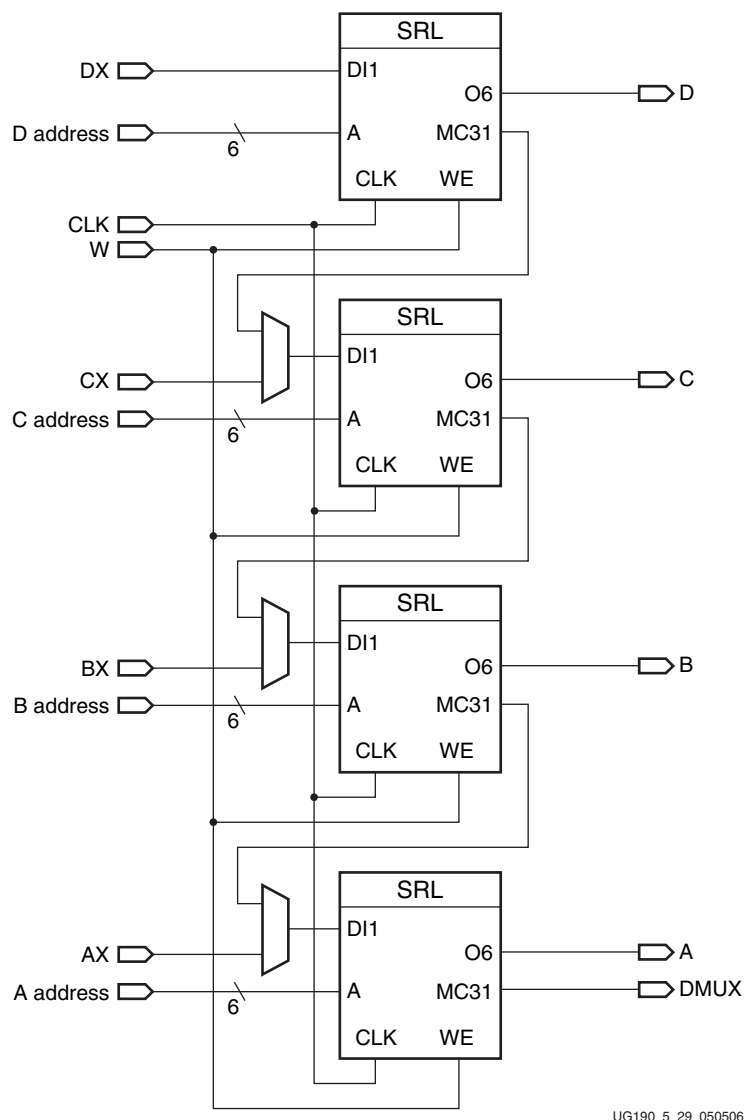 SRL
DX
DI1
O6
D
D address
6
A
MC31
CLK
WE
CLK
W
SRL
DI1
CX
O6
C
C address
6
A
MC31
CLK
WE
SRL
DI1
BX
O6
B
B address
6
A
MC31
CLK
WE
SRL
DI1
AX
O6
A
A address
6
A
MC31
DMUX
CLK
WE
UG190_5_29_050506